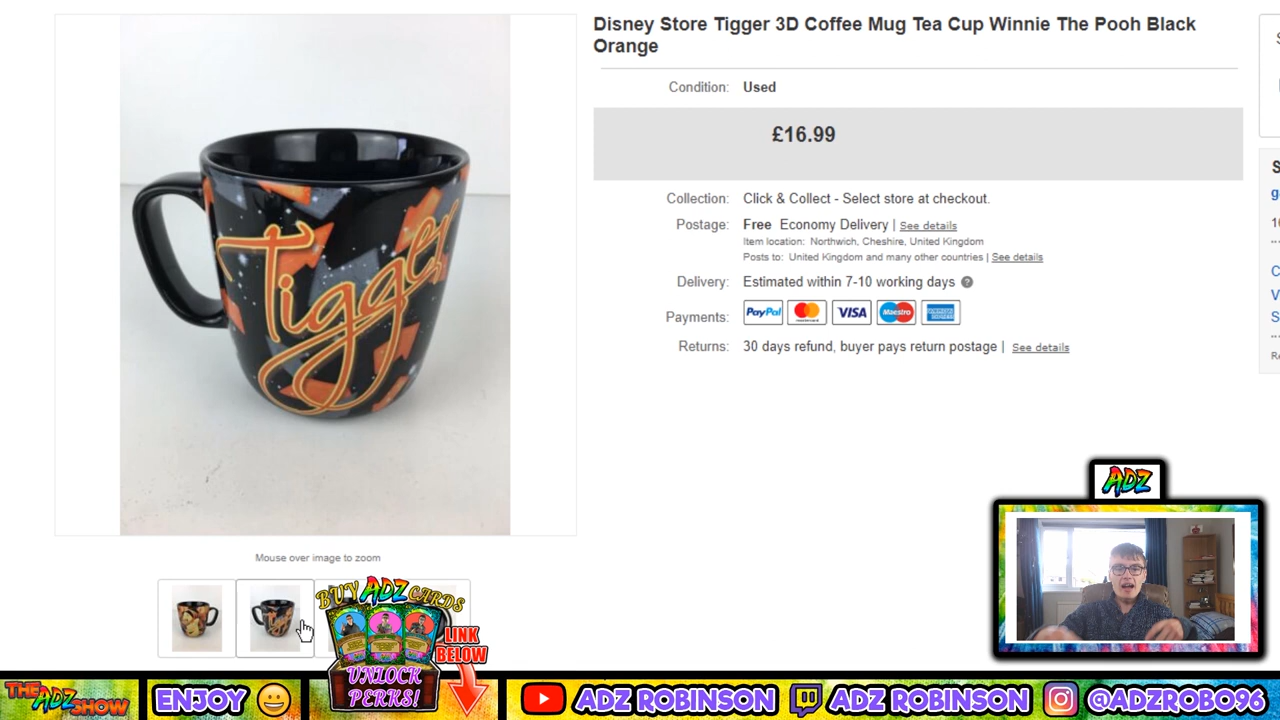 Disney Store Tigger 3D Coffee Mug Tea Cup Winnie The Pooh Black
Orange
Condition: Used
£16.99
Collection: Click & Collect - Select store at checkout.
Postage: Free Economy Delivery | See details
Item location: Northwich, Cheshire, United Kingdom
Posts to: United Kingdom and many other countries | See details
Delivery: Estimated within 7-10 working days ?
Payments: PayPal mastercard VISA Maestro AMERICAN EXPRESS
Returns: 30 days refund, buyer pays return postage | See details
Tigger
Mouse over image to zoom
ADZ
BUY ADZ CARDS
LINK
BELOW
UNLOCK
PERKS!
THE ADZ SHOW
ENJOY
ADZ ROBINSON
ADZ ROBINSON
@ADZROBO96